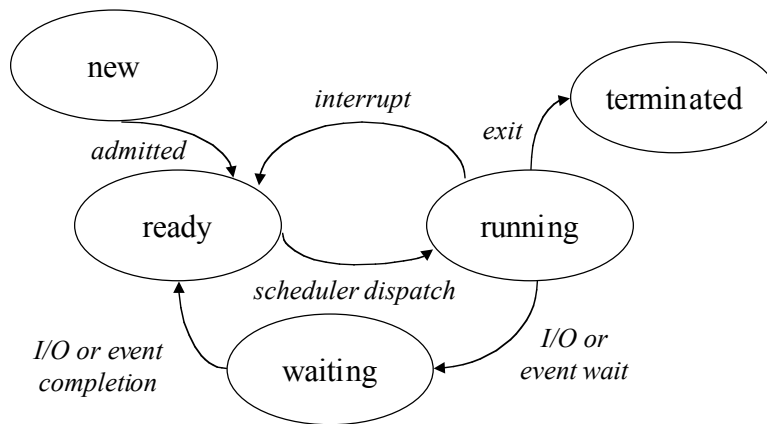 new
terminated
interrupt
exit
admitted
ready
running
scheduler dispatch
I/O or event
completion
waiting
I/O or
event wait